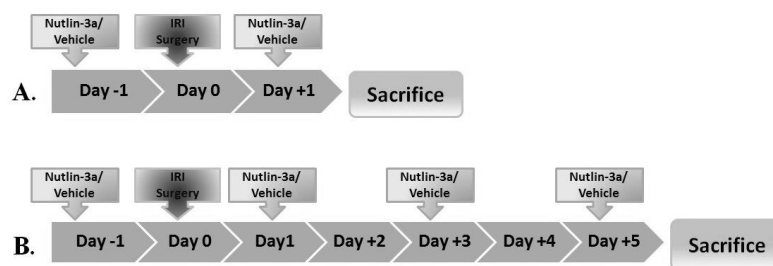 Nutlin-3a/ IRI Nutlin-3a/
Vehicle Surgery Vehicle
A. Day -1 Day 0 Day +1 Sacrifice
Nutlin-3a/ IRI Nutlin-3a/ Nutlin-3a/ Nutlin-3a/
Vehicle Surgery Vehicle Vehicle Vehicle
B. Day -1 Day 0 Day1 Day +2 Day +3 Day +4 Day +5 Sacrifice